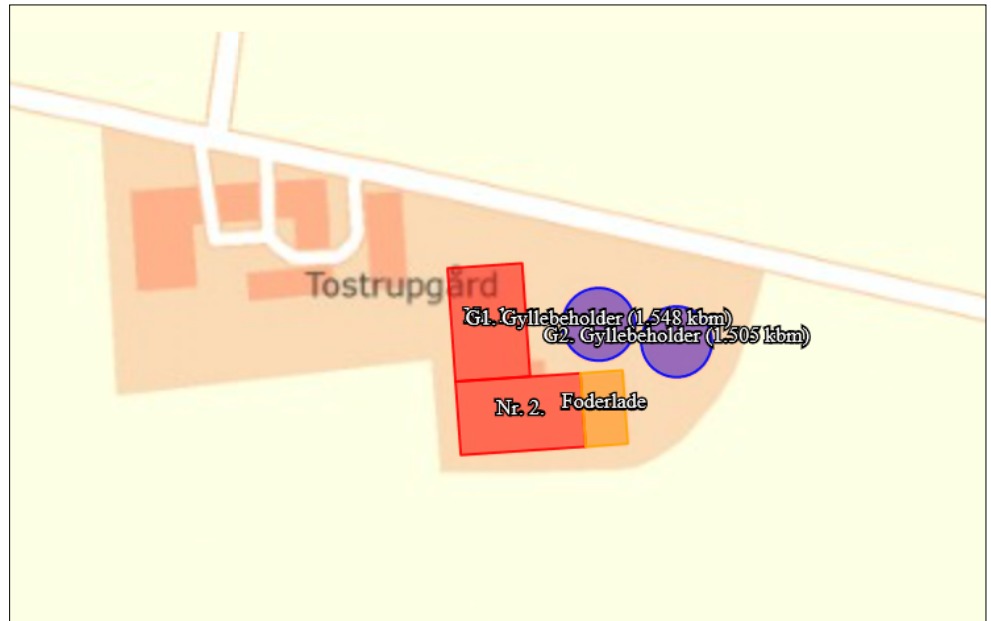 Tostrupgård
G1. Gyllebeholder (1.548 kbm)
G2. Gyllebeholder (1.505 kbm)
Nr. 2.
Foderlade